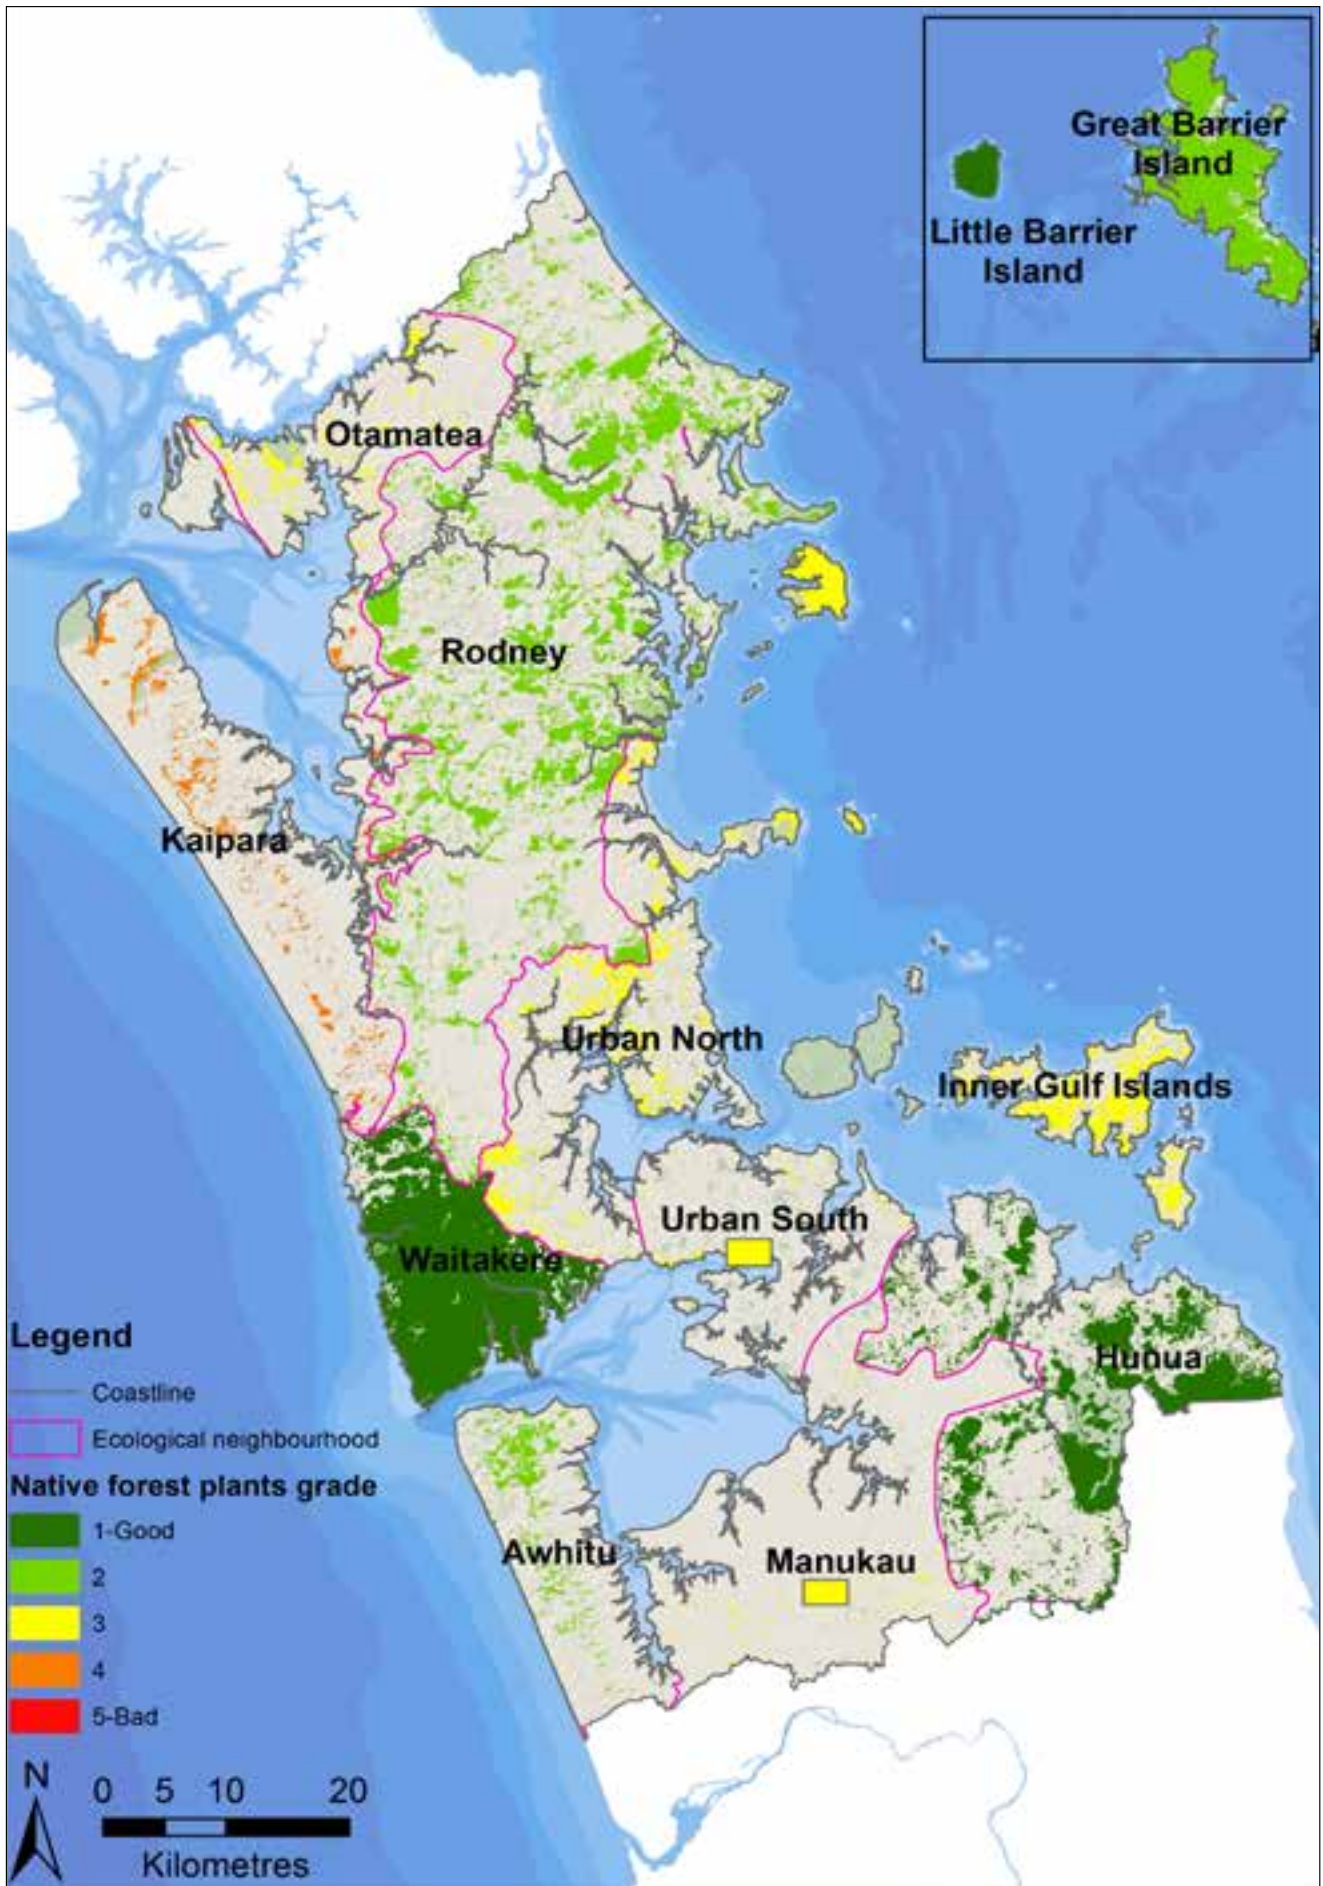 Great Barrier
Island
Little Barrier
Island
Otamatea
Rodney
Kaipara
Urban North
Inner Gulf Islands
Urban South
Waitakere
Hunua
Awhitu
Manukau
Legend
Coastline
Ecological neighbourhood
Native forest plants grade
1-Good
2
3
4
5-Bad
N
0 5 10 20
Kilometres